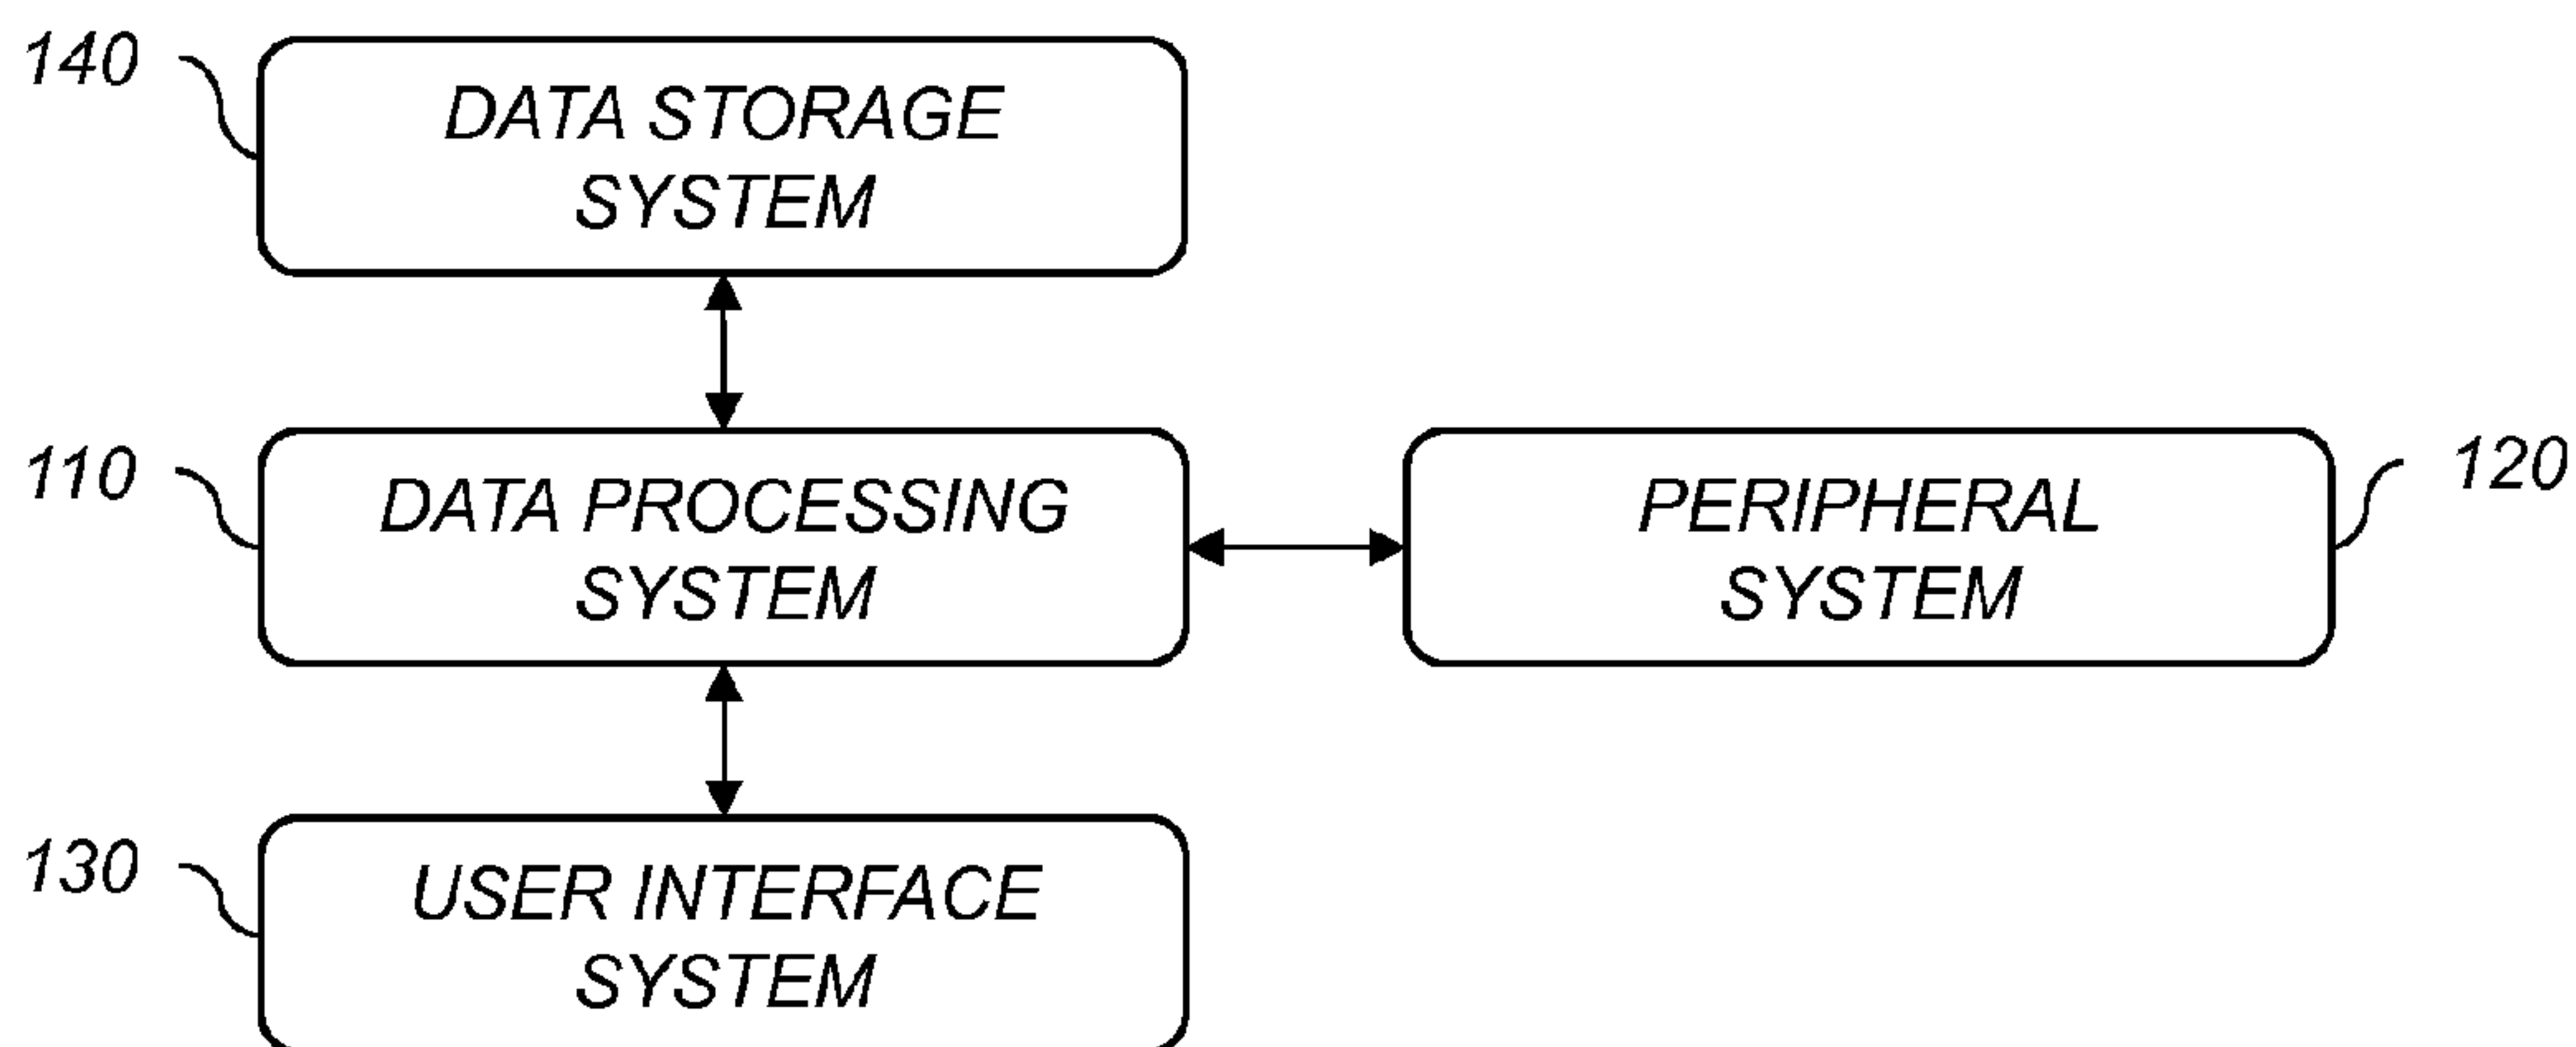 140
DATA STORAGE
SYSTEM
110
DATA PROCESSING
SYSTEM
PERIPHERAL
SYSTEM
120
130
USER INTERFACE
SYSTEM